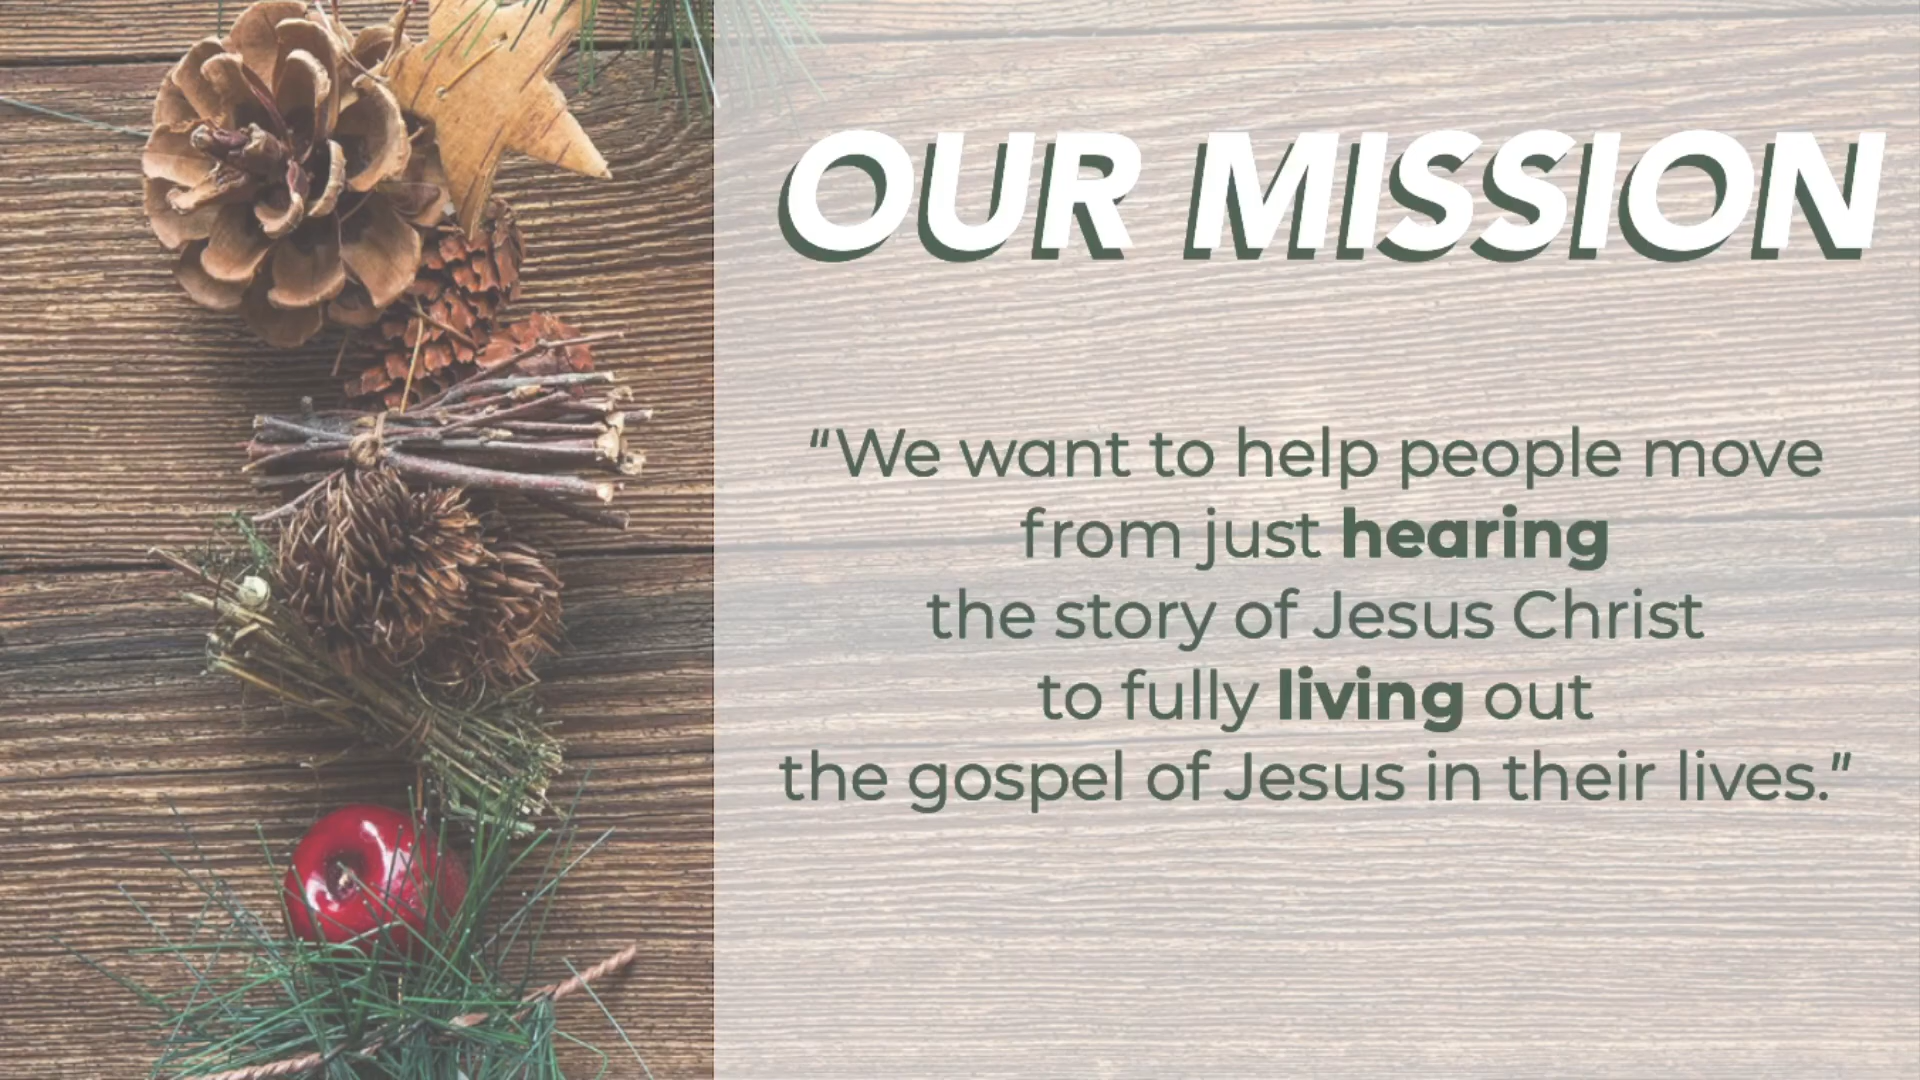 OUR MISSION
"We want to help people move
from just hearing
the story of Jesus Christ
to fully living out
the gospel of Jesus in their lives."